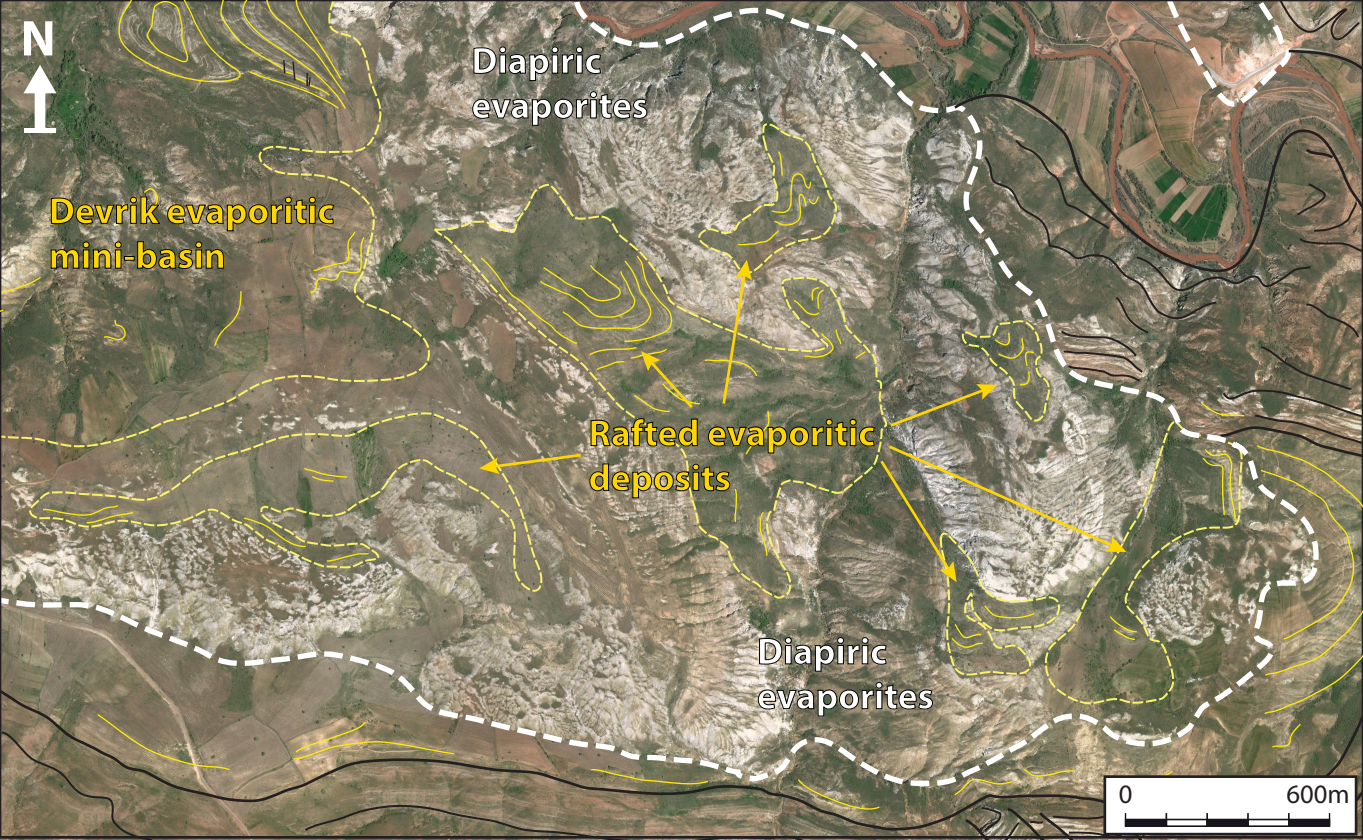 N
Diapiric
evaporites
Devrik evaporitic
mini-basin
Rafted evaporitic
deposits
Diapiric
evaporites
0 600m